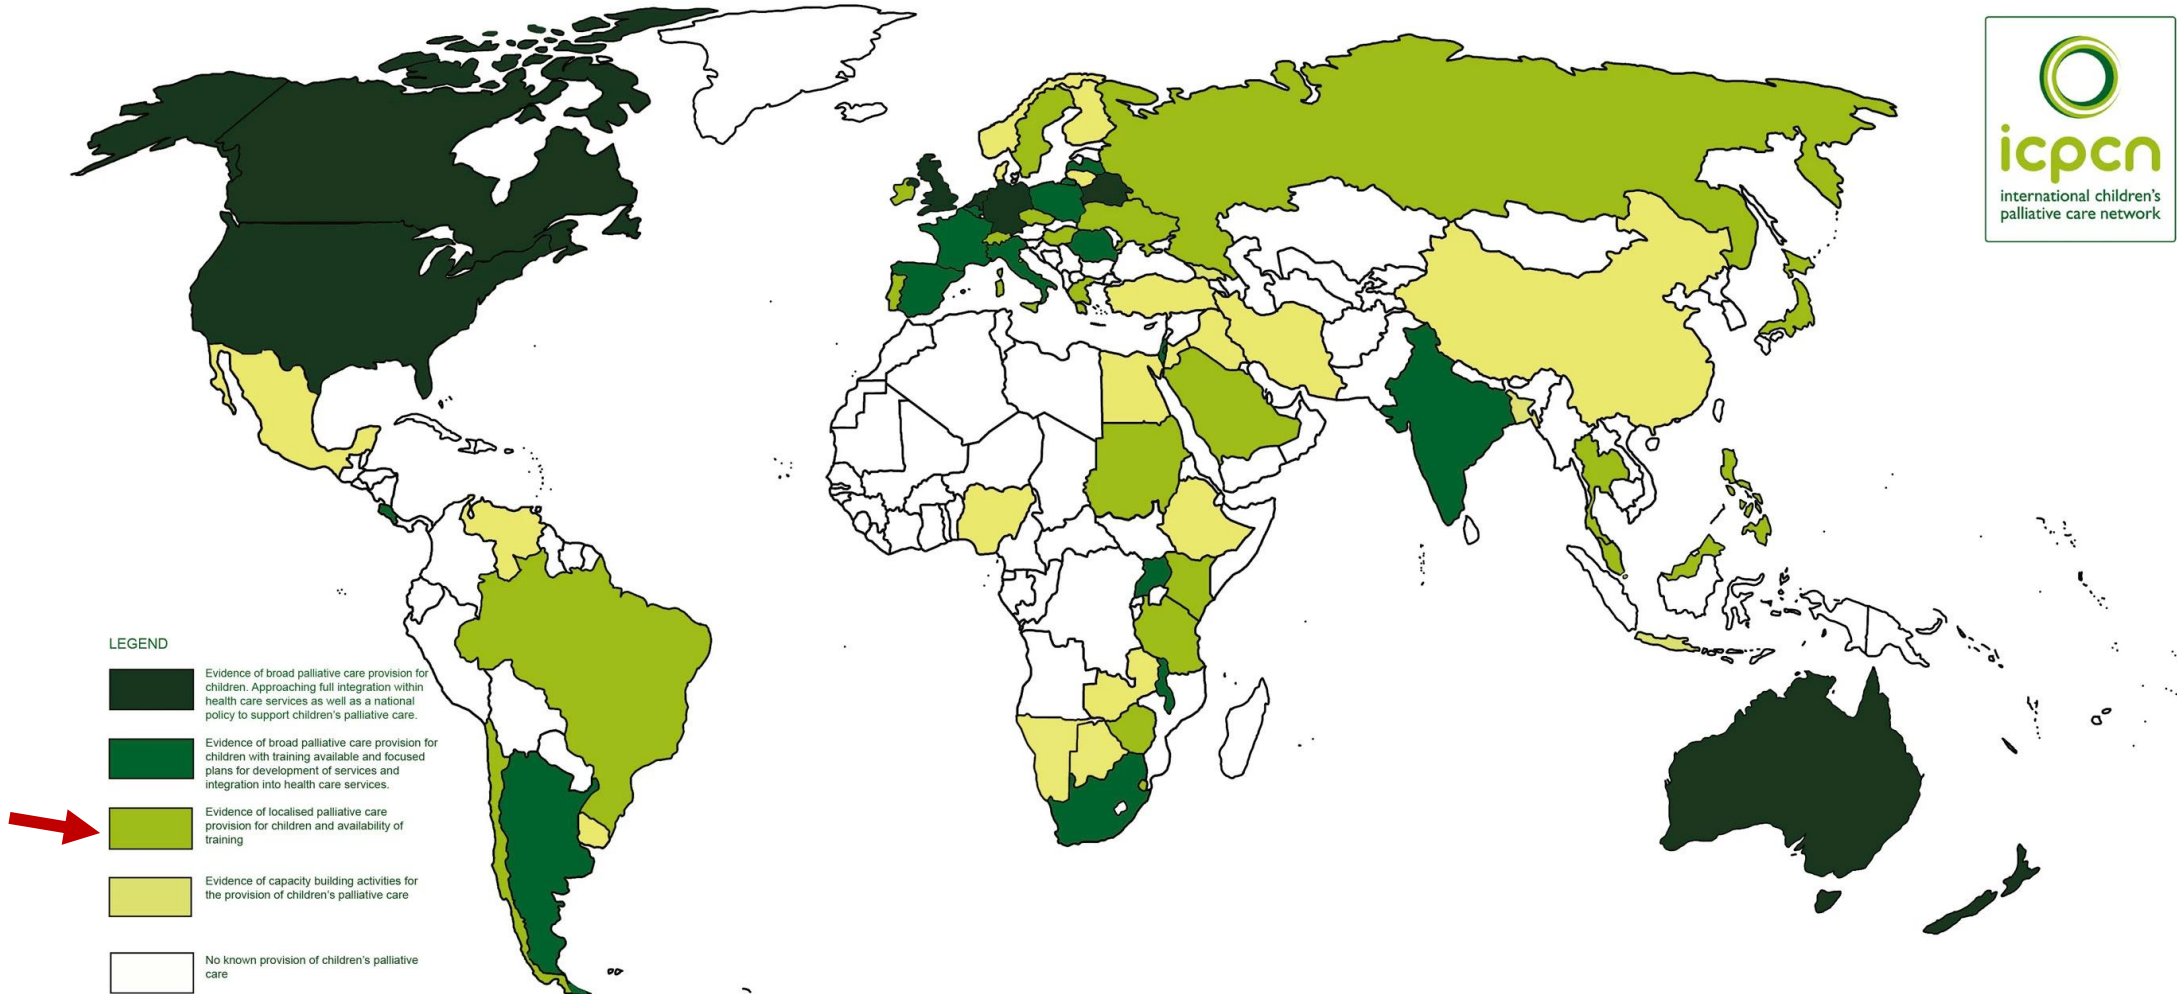 icpcn
international children's
palliative care network
LEGEND
Evidence of broad palliative care provision for
children. Approaching full integration within
health care services as well as a national
policy to support children's palliative care.
Evidence of broad palliative care provision for
children with training available and focused
plans for development of services and
integration into health care services.
Evidence of localised palliative care
provision for children and availability of
training
Evidence of capacity building activities for
the provision of children's palliative care
No known provision of children's palliative
care